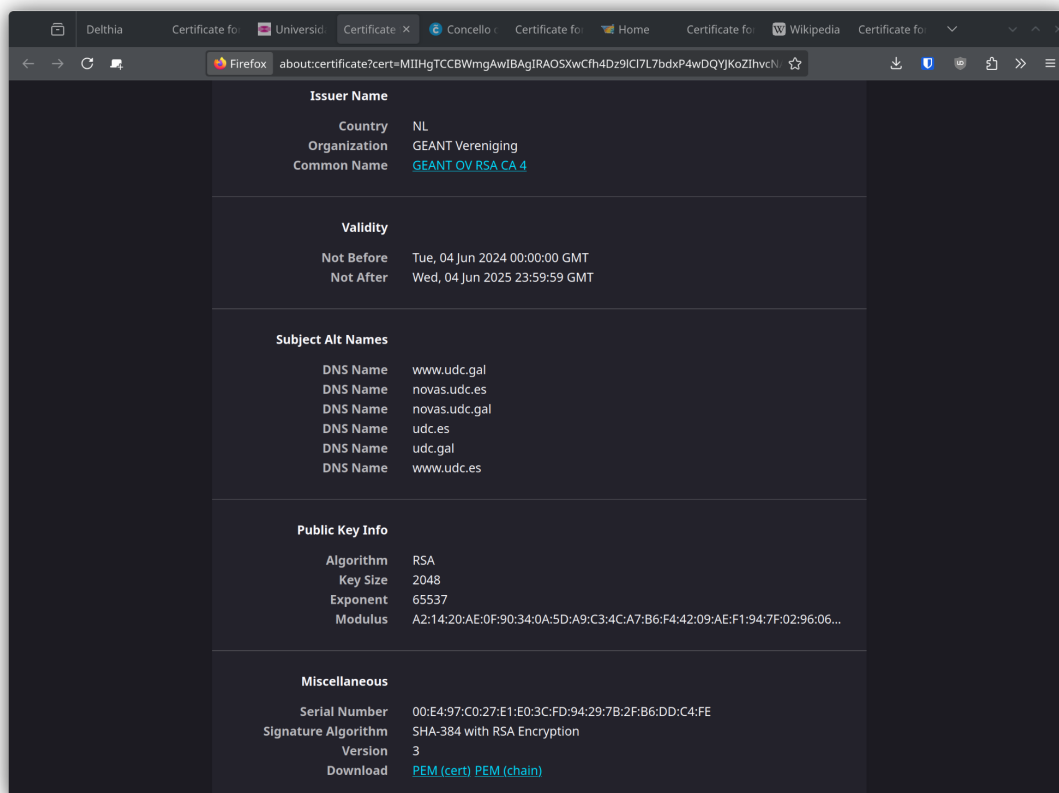 Delthia Certificate fo Universid Certificate × Concello c Certificate fo Home Certificate fo Wikipedia Certificate fo
Firefox about:certificate?cert=MIIHgTCCBWmgAwIBAgIRAOSXwCfh4Dz9lCl7L7bdxP4wDQYJKoZIhvcN
Issuer Name
Country NL
Organization GEANT Vereniging
Common Name GEANT OV RSA CA 4
Validity
Not Before Tue, 04 Jun 2024 00:00:00 GMT
Not After Wed, 04 Jun 2025 23:59:59 GMT
Subject Alt Names
DNS Name www.udc.gal
DNS Name novas.udc.es
DNS Name novas.udc.gal
DNS Name udc.es
DNS Name udc.gal
DNS Name www.udc.es
Public Key Info
Algorithm RSA
Key Size 2048
Exponent 65537
Modulus A2:14:20:AE:0F:90:34:0A:5D:A9:C3:4C:A7:B6:F4:42:09:AE:F1:94:7F:02:96:06...
Miscellaneous
Serial Number 00:E4:97:C0:27:E1:E0:3C:FD:94:29:7B:2F:B6:DD:C4:FE
Signature Algorithm SHA-384 with RSA Encryption
Version 3
Download PEM (cert) PEM (chain)